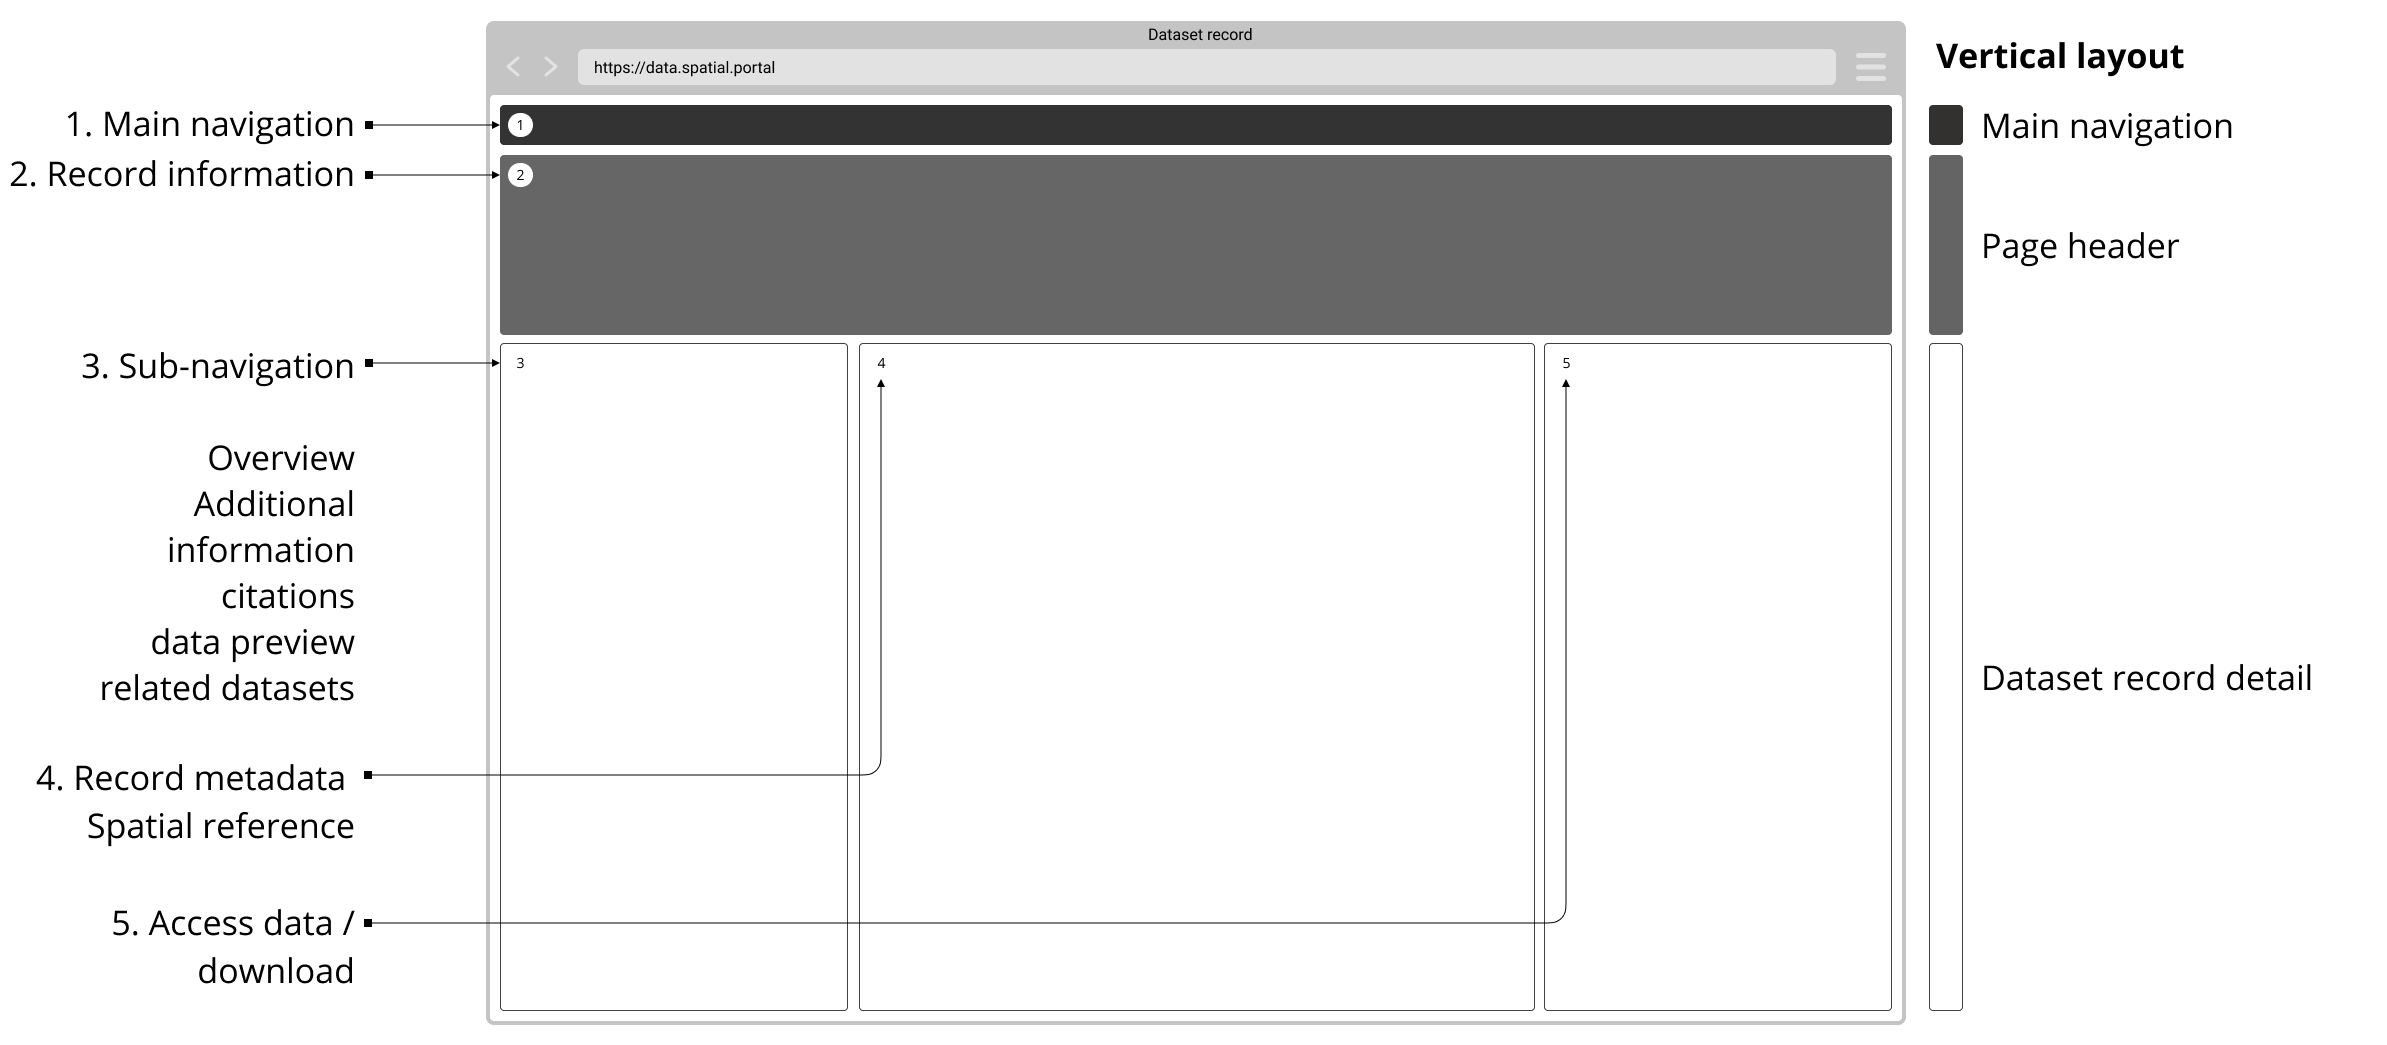 Dataset record
https://data.spatial.portal
1. Main navigation
2. Record information
3. Sub-navigation
Overview
Additional
information
citations
data preview
related datasets
4. Record metadata
Spatial reference
5. Access data /
download
1
2
3
4
5
Vertical layout
Main navigation
Page header
Dataset record detail